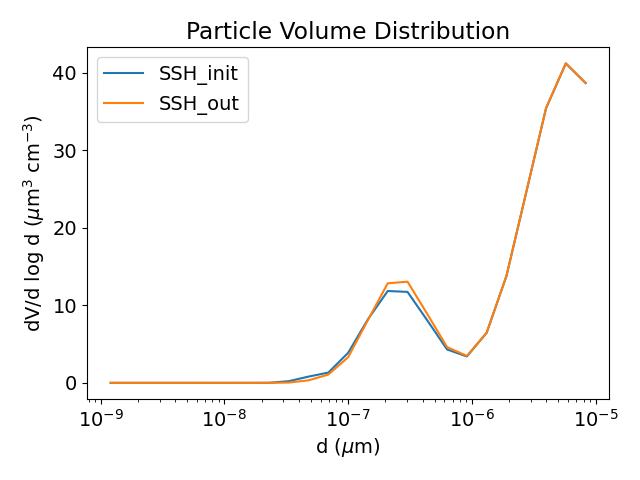 Particle Volume Distribution
SSH_init
SSH_out
dV/d log d (μm³ cm⁻³)
40
30
20
10
0
10⁻⁹ 10⁻⁸ 10⁻⁷ 10⁻⁶ 10⁻⁵
d (μm)